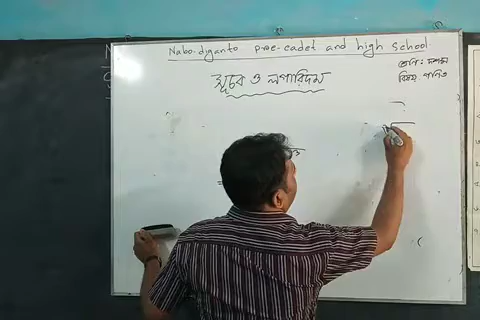 Nabo-diganto pre-cadet and high school
শ্রেণি: দশম
বিষয়: গণিত
সূচক ও লগারিদম